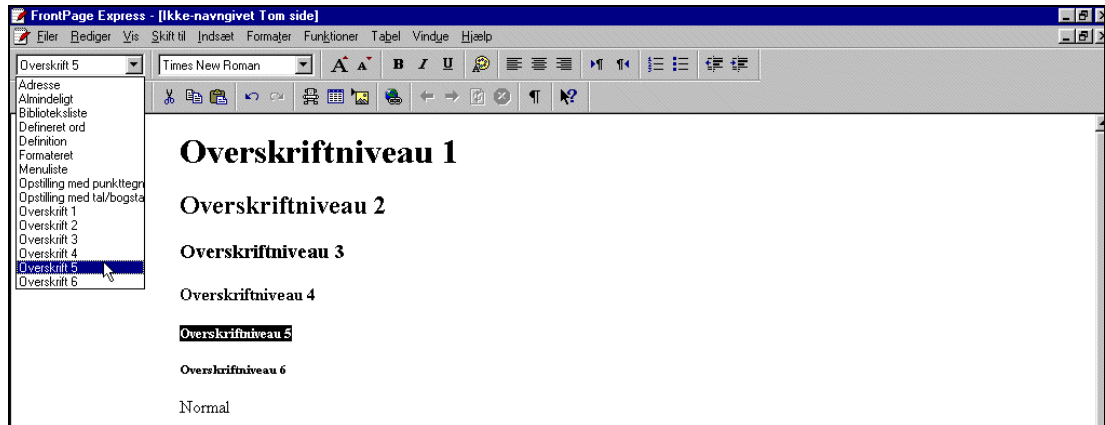 FrontPage Express - [Ikke-navngivet Tom side]
Filer Rediger Vis Skift til Indsæt Formater Funktioner Tabel Vindue Hjælp
Overskrift 5 Times New Roman A A B I U
Adresse
Almindeligt
Biblioteksliste
Defineret ord
Definition
Formateret
Menuliste
Opstilling med punkttegn
Opstilling med tal/bogsta
Overskrift 1
Overskrift 2
Overskrift 3
Overskrift 4
Overskrift 5
Overskrift 6
Overskriftniveau 1
Overskriftniveau 2
Overskriftniveau 3
Overskriftniveau 4
Overskriftniveau 5
Overskriftniveau 6
Normal